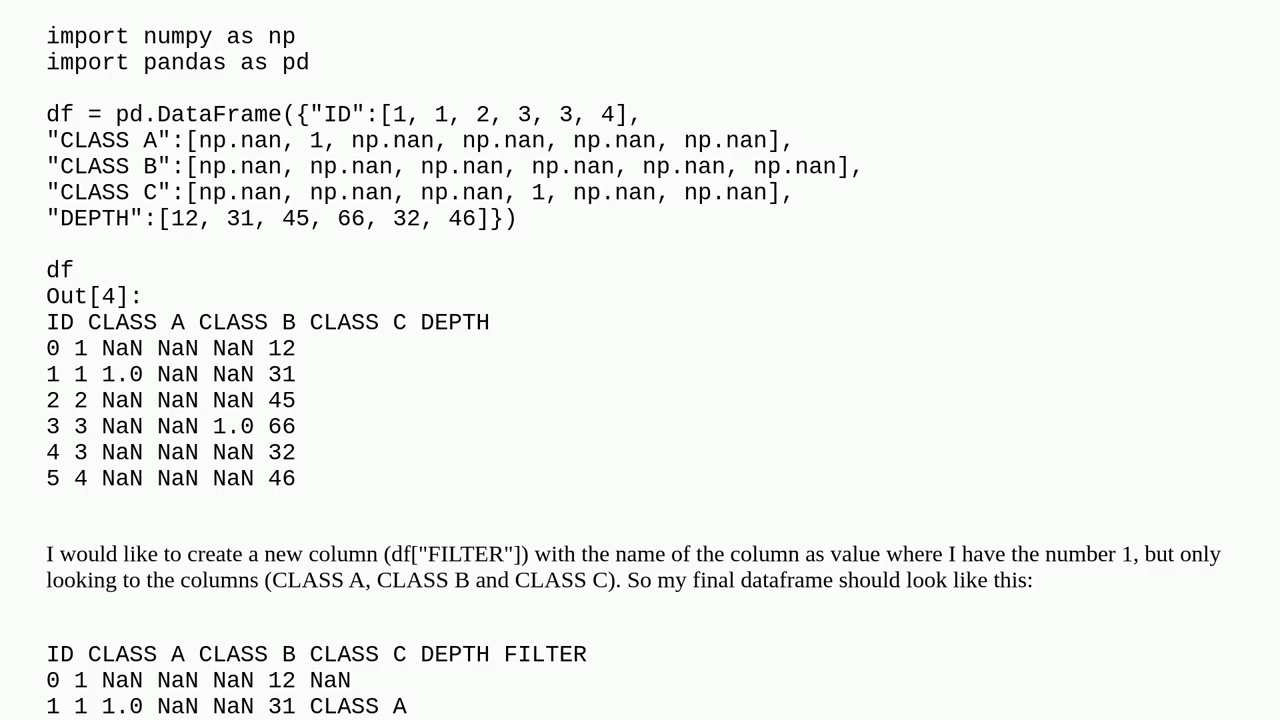 import numpy as np
import pandas as pd
df = pd.DataFrame({"ID":[1, 1, 2, 3, 3, 4],
"CLASS A":[np.nan, 1, np.nan, np.nan, np.nan, np.nan],
"CLASS B":[np.nan, np.nan, np.nan, np.nan, np.nan, np.nan],
"CLASS C":[np.nan, np.nan, np.nan, 1, np.nan, np.nan],
"DEPTH":[12, 31, 45, 66, 32, 46]})
df
Out[4]:
ID CLASS A CLASS B CLASS C DEPTH
0 1 NaN NaN NaN 12
1 1 1.0 NaN NaN 31
2 2 NaN NaN NaN 45
3 3 NaN NaN 1.0 66
4 3 NaN NaN NaN 32
5 4 NaN NaN NaN 46
I would like to create a new column (df["FILTER"]) with the name of the column as value where I have the number 1, but only
looking to the columns (CLASS A, CLASS B and CLASS C). So my final dataframe should look like this:
ID CLASS A CLASS B CLASS C DEPTH FILTER
0 1 NaN NaN NaN 12 NaN
1 1 1.0 NaN NaN 31 CLASS A